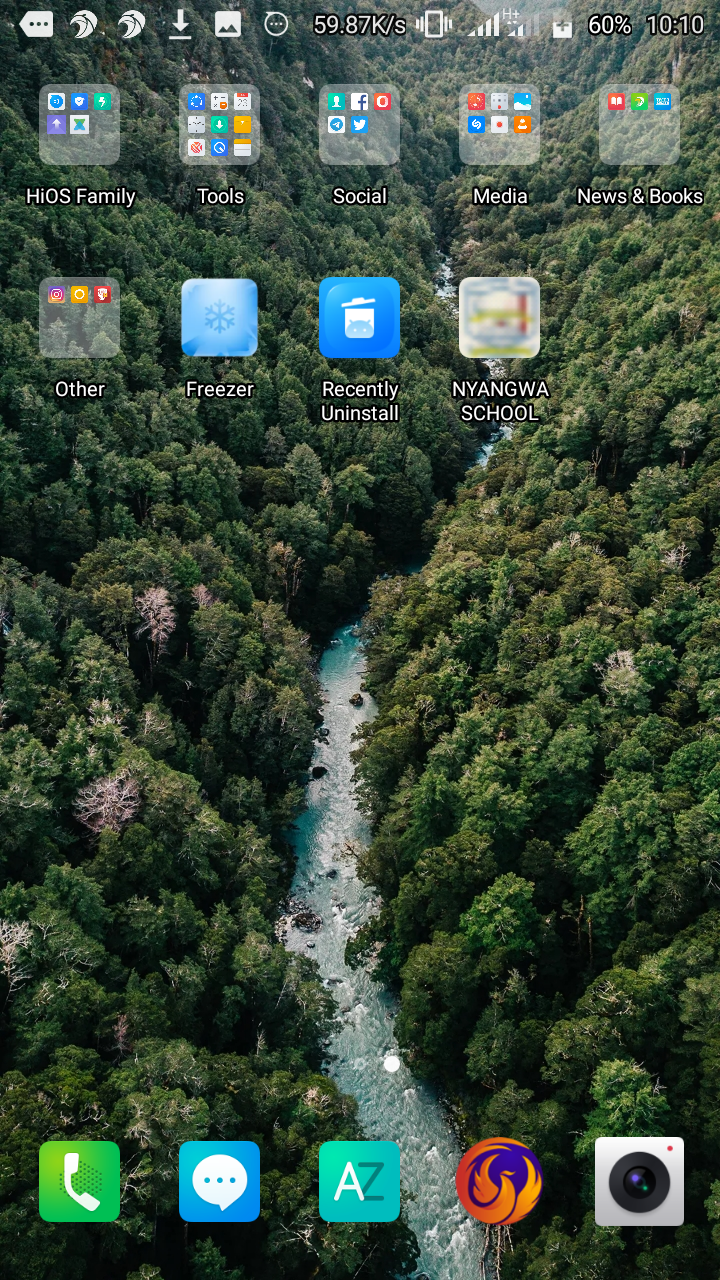 59.87K/s H+ 60% 10:10
HiOS Family Tools Social Media News & Books
Other Freezer Recently Uninstall NYANGWA SCHOOL
AZ